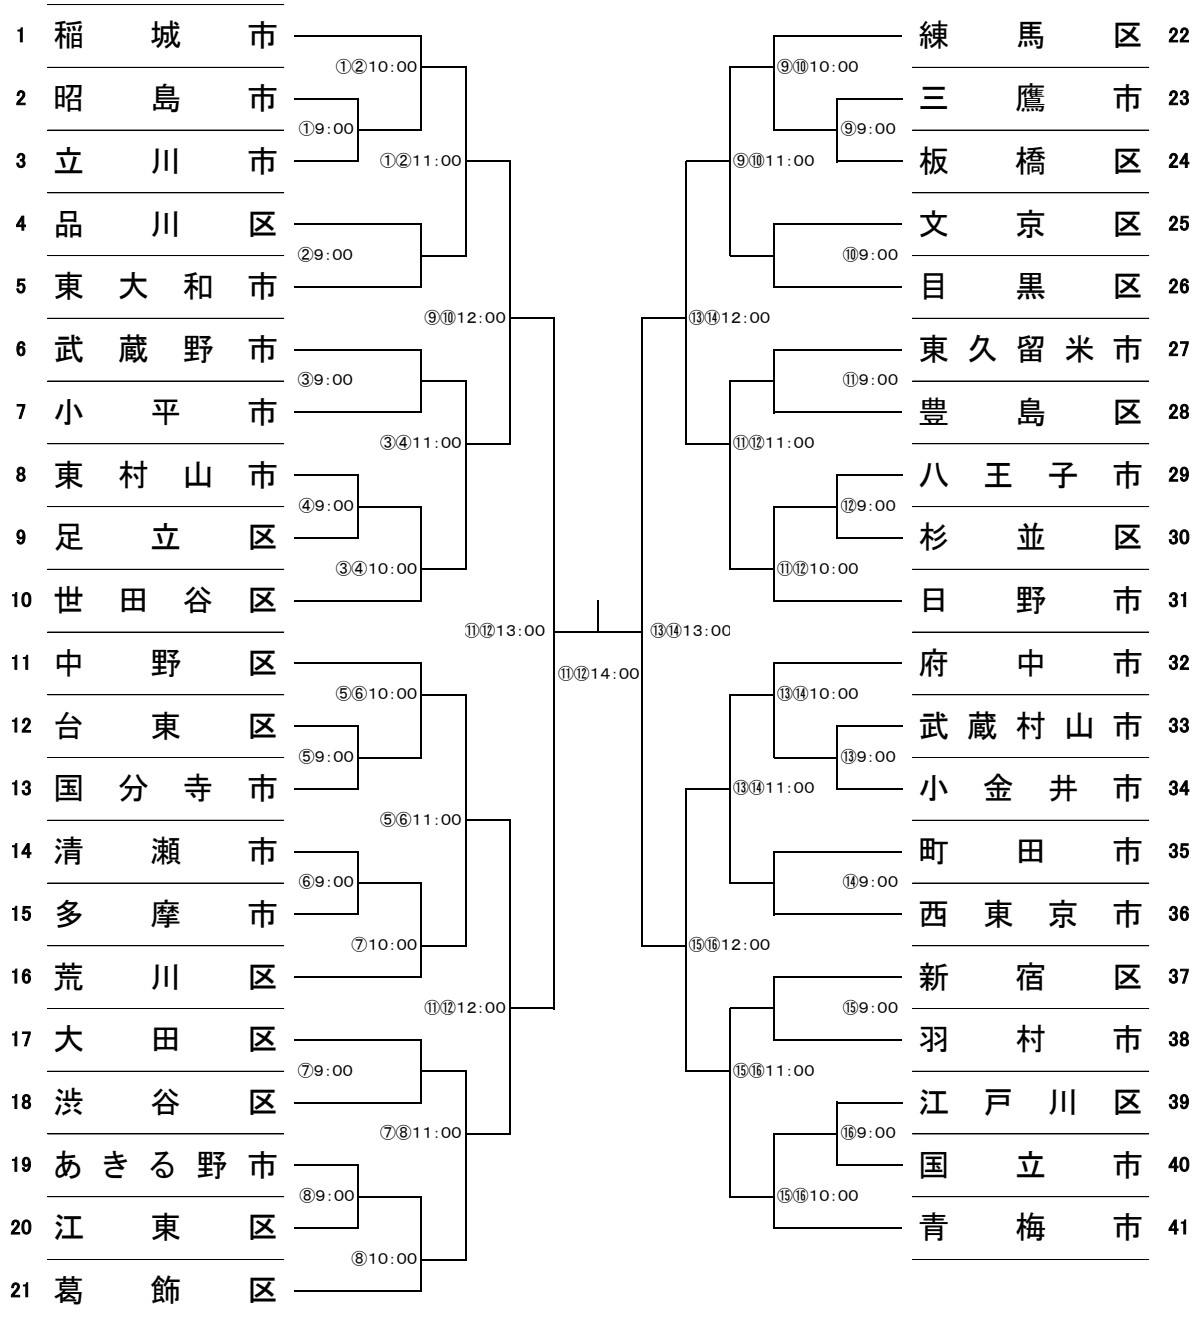 1 稲城市
①②10:00
2 昭島市
①9:00
3 立川市
①②11:00
4 品川区
②9:00
5 東大和市
⑨⑩12:00
6 武蔵野市
③9:00
7 小平市
③④11:00
8 東村山市
④9:00
9 足立区
③④10:00
10 世田谷区
⑪⑫13:00
11 中野区
⑤⑥10:00
12 台東区
⑤9:00
13 国分寺市
⑤⑥11:00
14 清瀬市
⑥9:00
15 多摩市
⑦10:00
16 荒川区
⑪⑫12:00
17 大田区
⑦9:00
18 渋谷区
⑦⑧11:00
19 あきる野市
⑧9:00
20 江東区
⑧10:00
21 葛飾区
⑪⑫14:00
練馬区 22
⑨⑩10:00
三鷹市 23
⑨9:00
板橋区 24
⑨⑩11:00
文京区 25
⑩9:00
目黒区 26
⑬⑭12:00
東久留米市 27
⑪9:00
豊島区 28
⑪⑫11:00
八王子市 29
⑫9:00
杉並区 30
⑪⑫10:00
日野市 31
⑬⑭13:00
府中市 32
⑬⑭10:00
武蔵村山市 33
⑬9:00
小金井市 34
⑬⑭11:00
町田市 35
⑭9:00
西東京市 36
⑮⑯12:00
新宿区 37
⑮9:00
羽村市 38
⑮⑯11:00
江戸川区 39
⑯9:00
国立市 40
⑮⑯10:00
青梅市 41